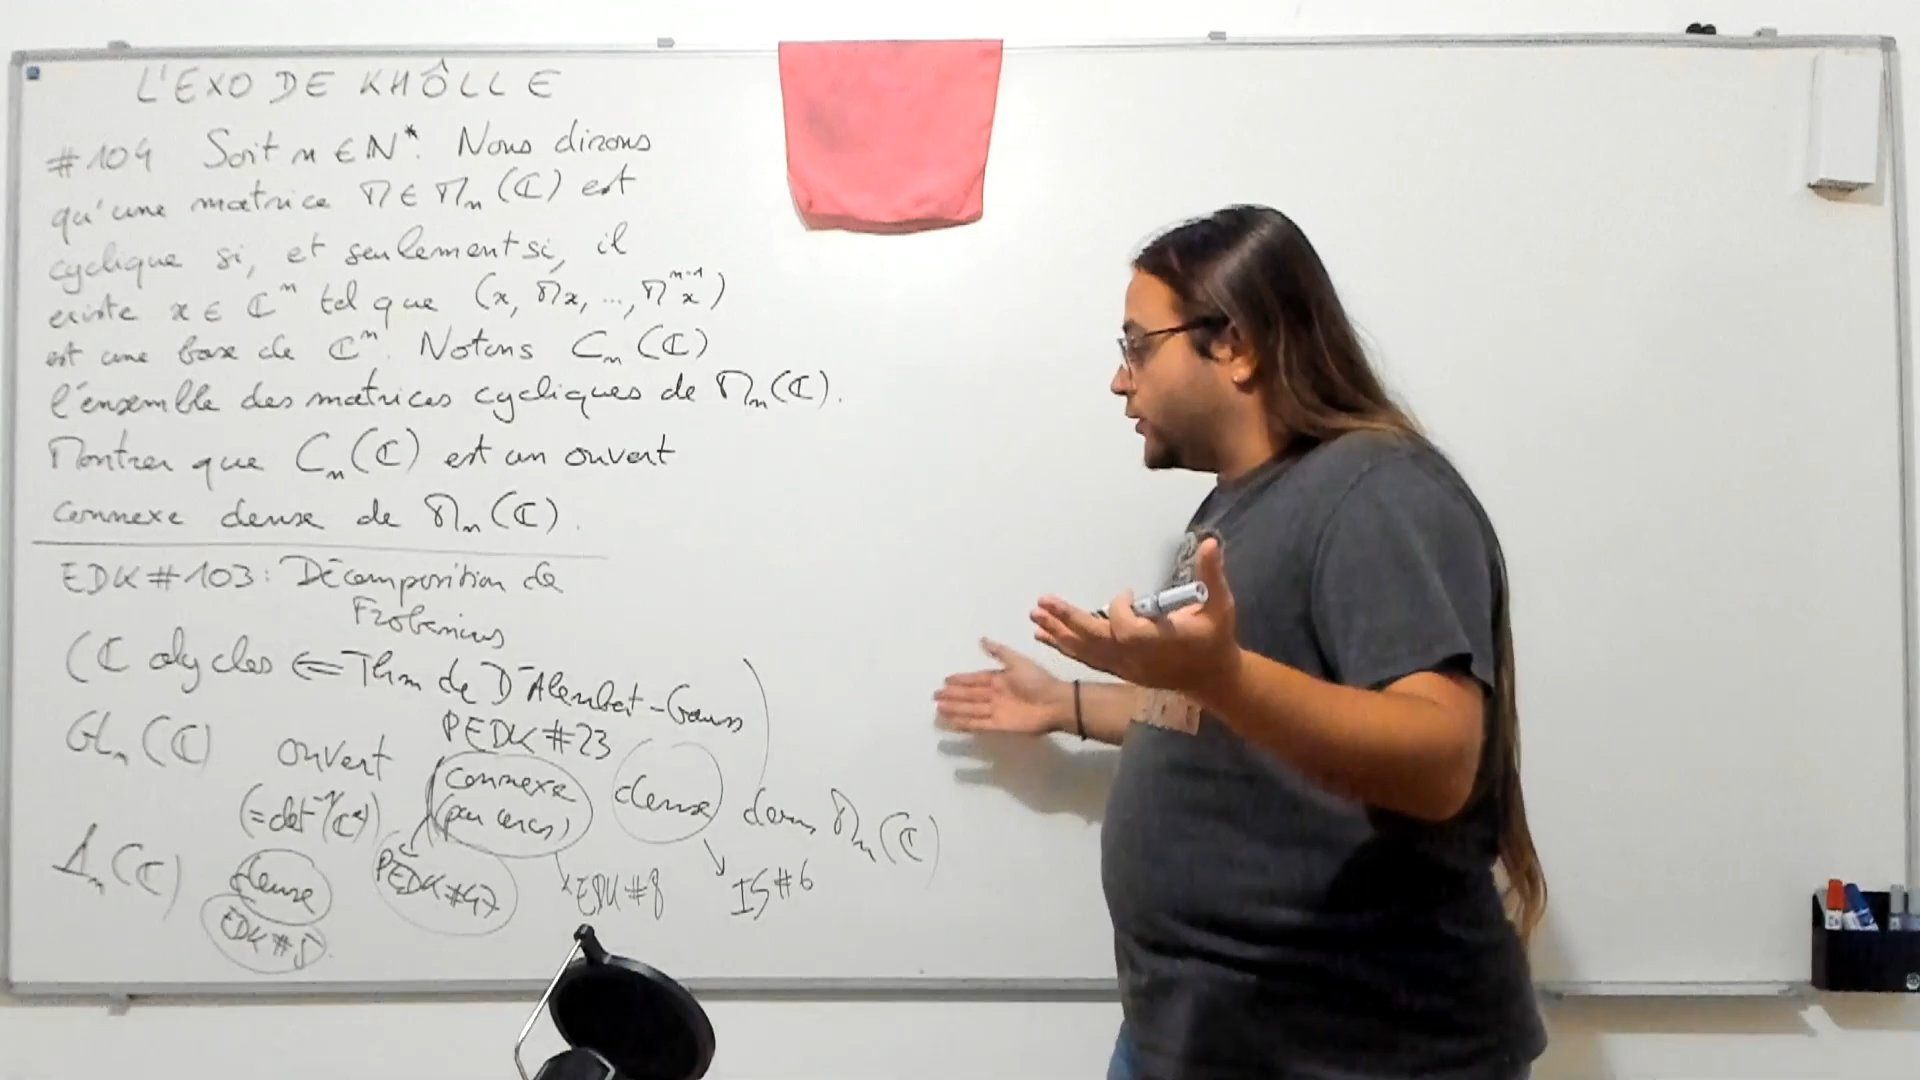 L'EXO DE KHÔLLE
#104 Soit n ∈ ℕ*. Nous dirons
qu'une matrice M ∈ Mₙ(ℂ) est
cyclique si, et seulement si, il
existe x ∈ ℂⁿ tel que (x, Mx, ..., Mⁿ⁻¹x)
est une base de ℂⁿ. Notons Cₙ(ℂ)
l'ensemble des matrices cycliques de Mₙ(ℂ).
Montrer que Cₙ(ℂ) est un ouvert
connexe dense de Mₙ(ℂ).
EDK #103: Décomposition de
Frobenius
(ℂ algclos ⇐ Thm de D'Alembert-Gauss
PEDK #23
GLₙ(ℂ) ouvert connexe dense dans Mₙ(ℂ)
(=det⁻¹(ℂ*)) (par arcs)
Δₙ(ℂ) dense PEDK #47 EDK #8 IS #6
EDK #5